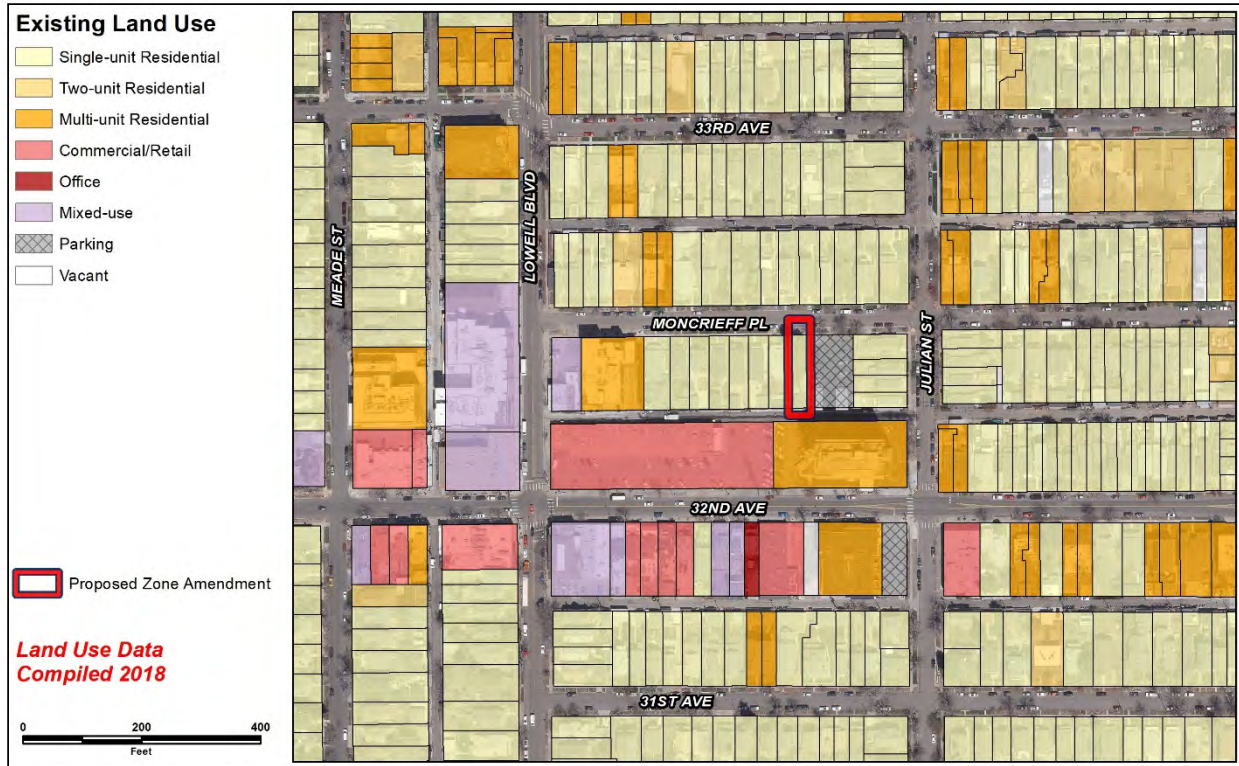 Existing Land Use
Single-unit Residential
Two-unit Residential
Multi-unit Residential
Commercial/Retail
Office
Mixed-use
Parking
Vacant
Proposed Zone Amendment
Land Use Data
Compiled 2018
0 200 400
Feet
33RD AVE
MEADE ST
LOWELL BLVD
MONCRIEFF PL
JULIAN ST
32ND AVE
31ST AVE